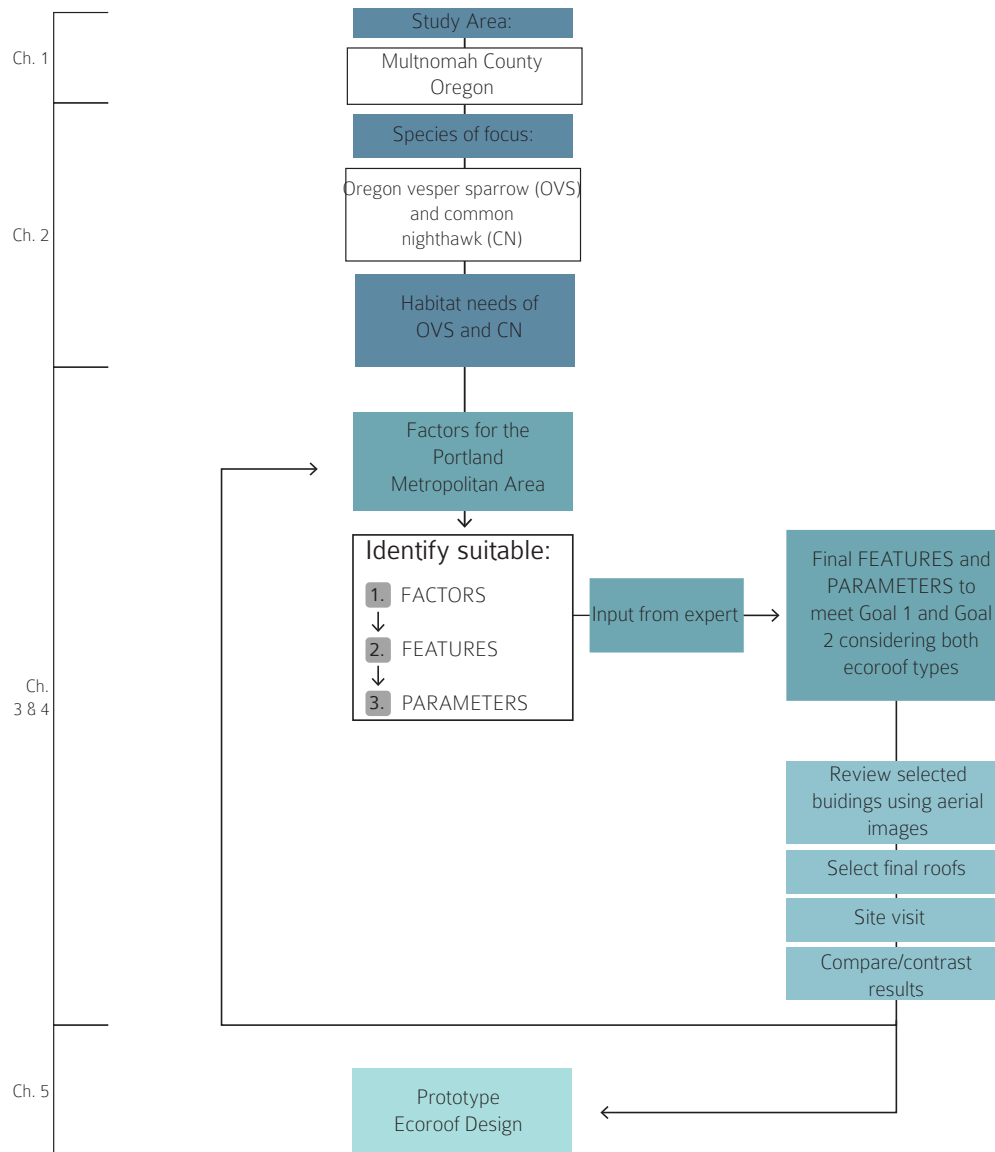 Ch. 1
Study Area:
Multnomah County
Oregon
Ch. 2
Species of focus:
Oregon vesper sparrow (OVS)
and common
nighthawk (CN)
Habitat needs of
OVS and CN
Ch.
3 & 4
Factors for the
Portland
Metropolitan Area
Identify suitable:
1. FACTORS
2. FEATURES
3. PARAMETERS
Input from expert
Final FEATURES and
PARAMETERS to
meet Goal 1 and Goal
2 considering both
ecoroof types
Review selected
buidings using aerial
images
Select final roofs
Site visit
Compare/contrast
results
Ch. 5
Prototype
Ecoroof Design